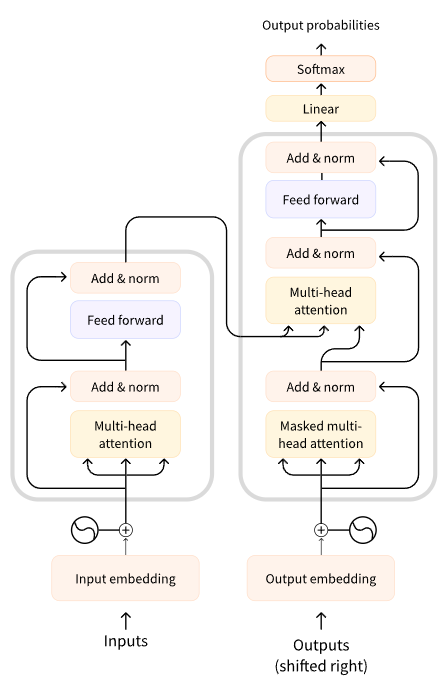 Output probabilities
Softmax
Linear
Add & norm
Feed forward
Add & norm
Multi-head
attention
Add & norm
Masked multi-
head attention
Output embedding
Outputs
(shifted right)
Add & norm
Feed forward
Add & norm
Multi-head
attention
Input embedding
Inputs